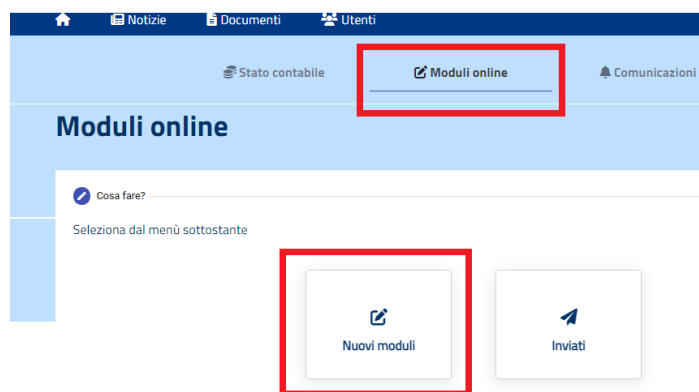 Notizie Documenti Utenti
Stato contabile Moduli online Comunicazioni
Moduli online
Cosa fare?
Seleziona dal menù sottostante
Nuovi moduli Inviati